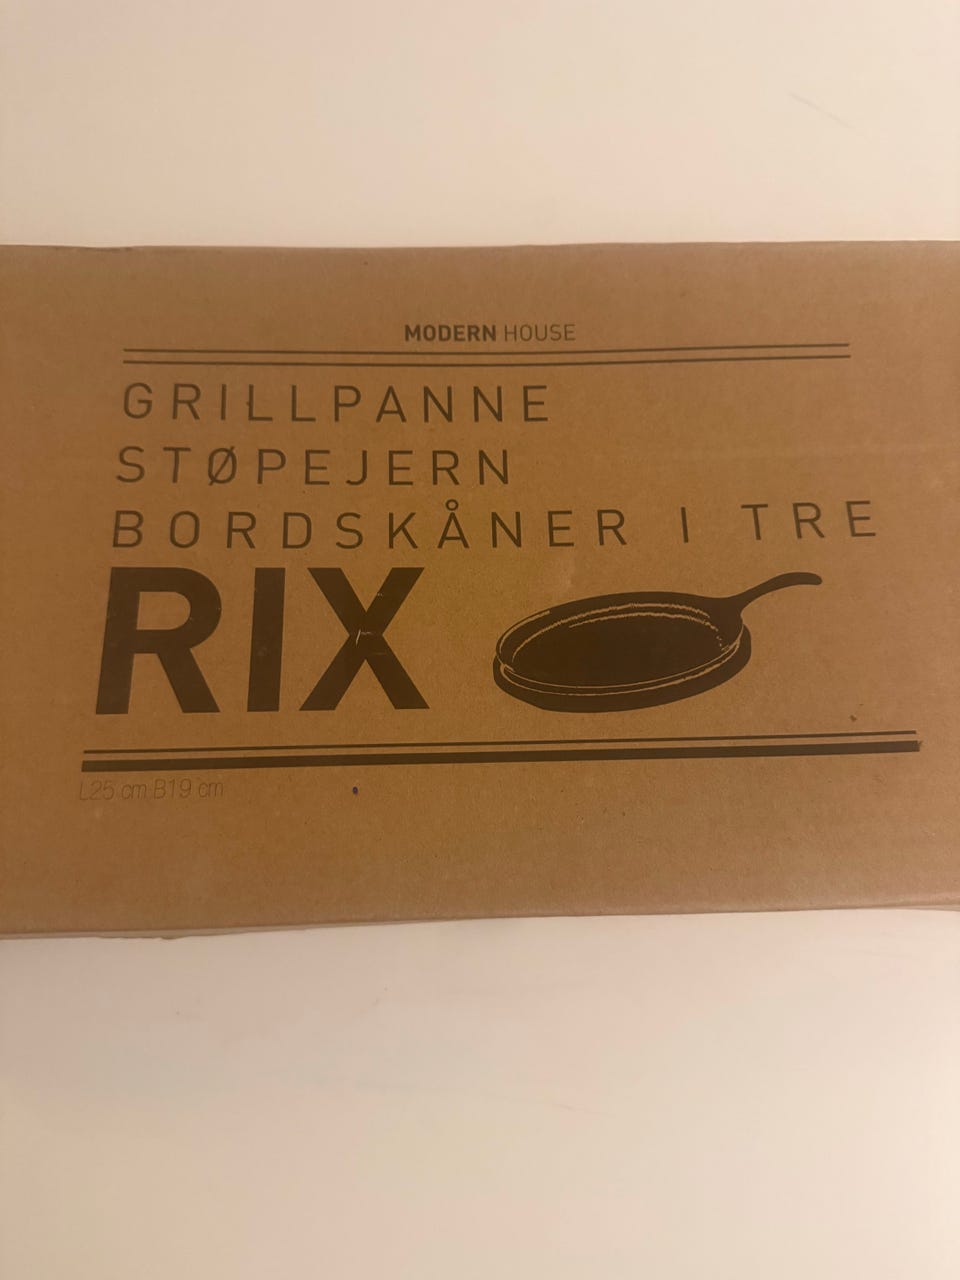 MODERN HOUSE
GRILLPANNE
STØPEJERN
BORDSKÅNER I TRE
RIX
L25 cm B19 cm